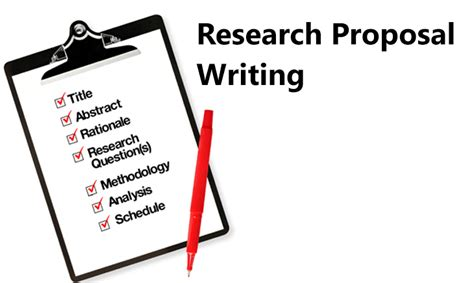 Research Proposal
Writing
Title
Abstract
Rationale
Research
Question(s)
Methodology
Analysis
Schedule